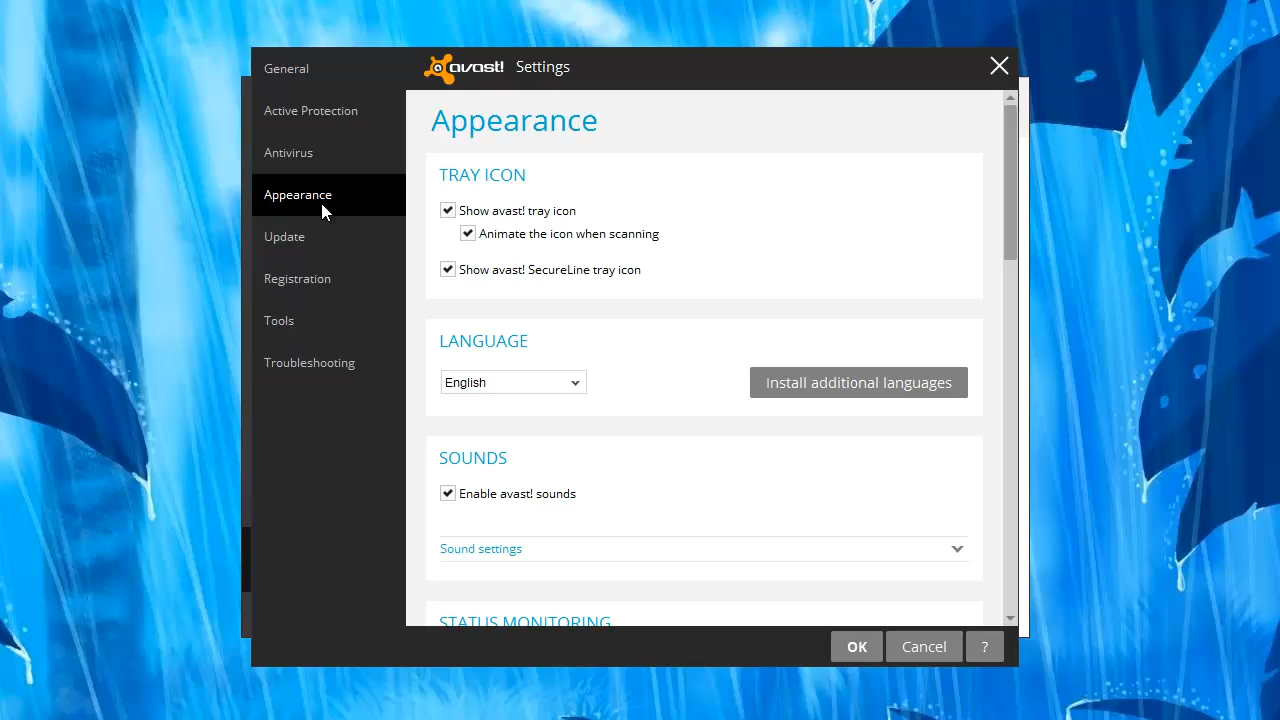 General
Active Protection
Antivirus
Appearance
Update
Registration
Tools
Troubleshooting
avast! Settings
Appearance
TRAY ICON
Show avast! tray icon
Animate the icon when scanning
Show avast! SecureLine tray icon
LANGUAGE
English
Install additional languages
SOUNDS
Enable avast! sounds
Sound settings
STATUS MONITORING
OK Cancel ?